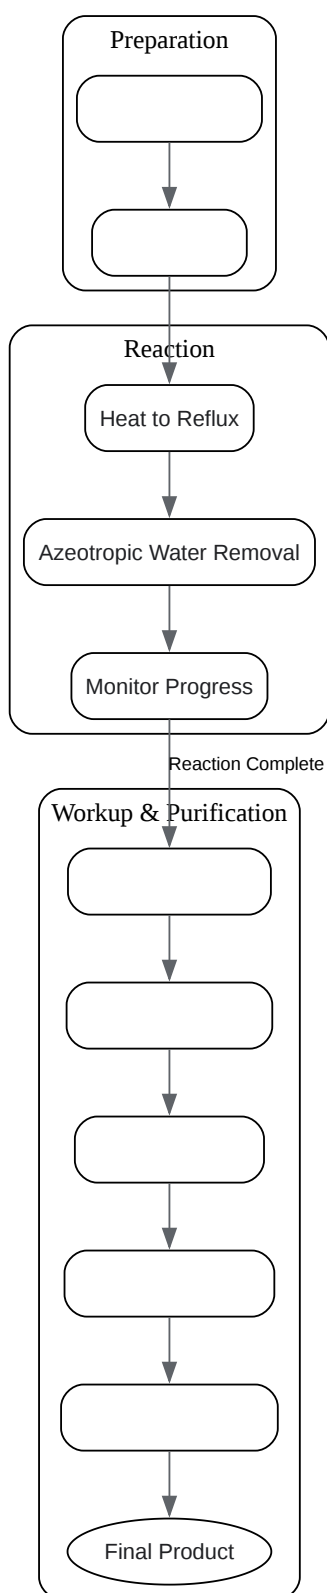 Preparation
Reaction
Heat to Reflux
Azeotropic Water Removal
Monitor Progress
Reaction Complete
Workup & Purification
Final Product